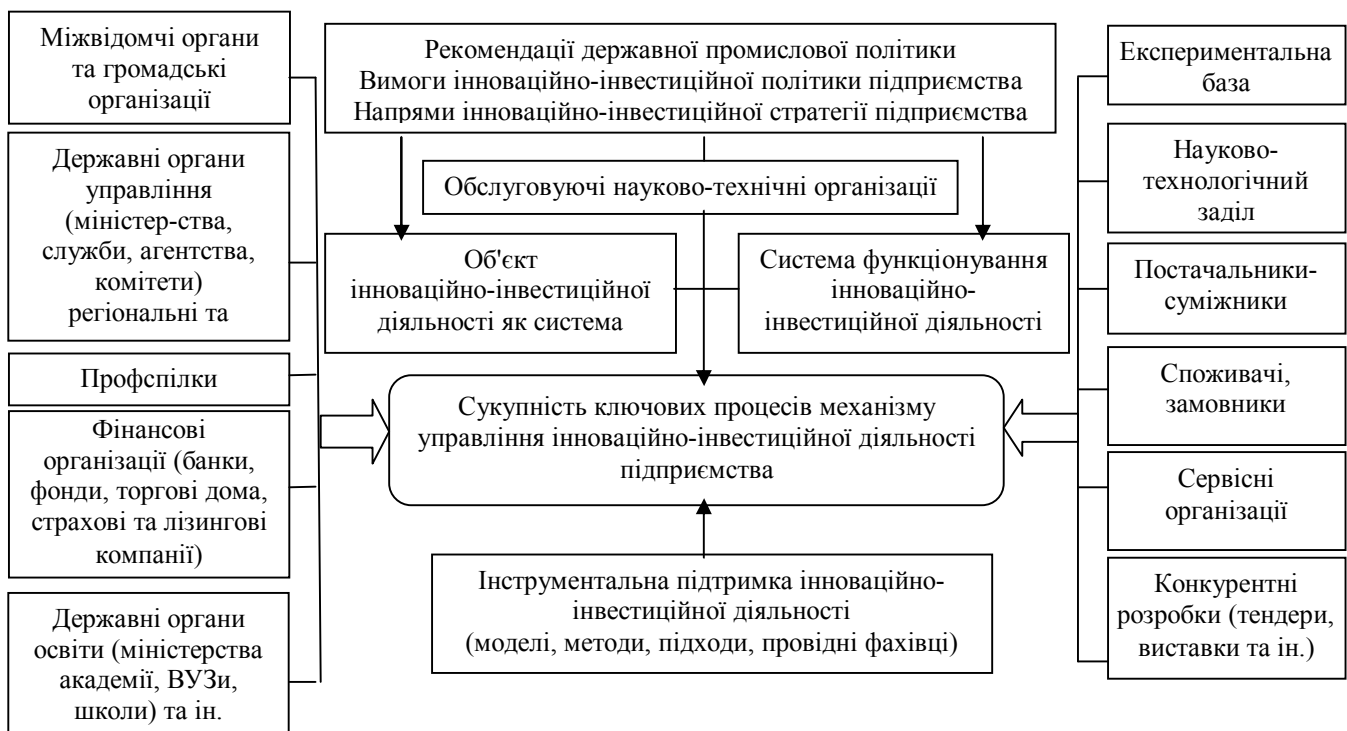 Міжвідомчі органи
та громадські
організації
Державні органи
управління
(міністер-ства,
служби, агентства,
комітети)
регіональні та
Профспілки
Фінансові
організації (банки,
фонди, торгові дома,
страхові та лізингові
компанії)
Державні органи
освіти (міністерства
академії, ВУЗи,
школи) та ін.
Рекомендації державної промислової політики
Вимоги інноваційно-інвестиційної політики підприємства
Напрями інноваційно-інвестиційної стратегії підприємства
Обслуговуючі науково-технічні організації
Об'єкт
інноваційно-інвестиційної
діяльності як система
Система функціонування
інноваційно-
інвестиційної діяльності
Сукупність ключових процесів механізму
управління інноваційно-інвестиційної діяльності
підприємства
Інструментальна підтримка інноваційно-
інвестиційної діяльності
(моделі, методи, підходи, провідні фахівці)
Експериментальна
база
Науково-
технологічний
заділ
Постачальники-
суміжники
Споживачі,
замовники
Сервісні
організації
Конкурентні
розробки (тендери,
виставки та ін.)